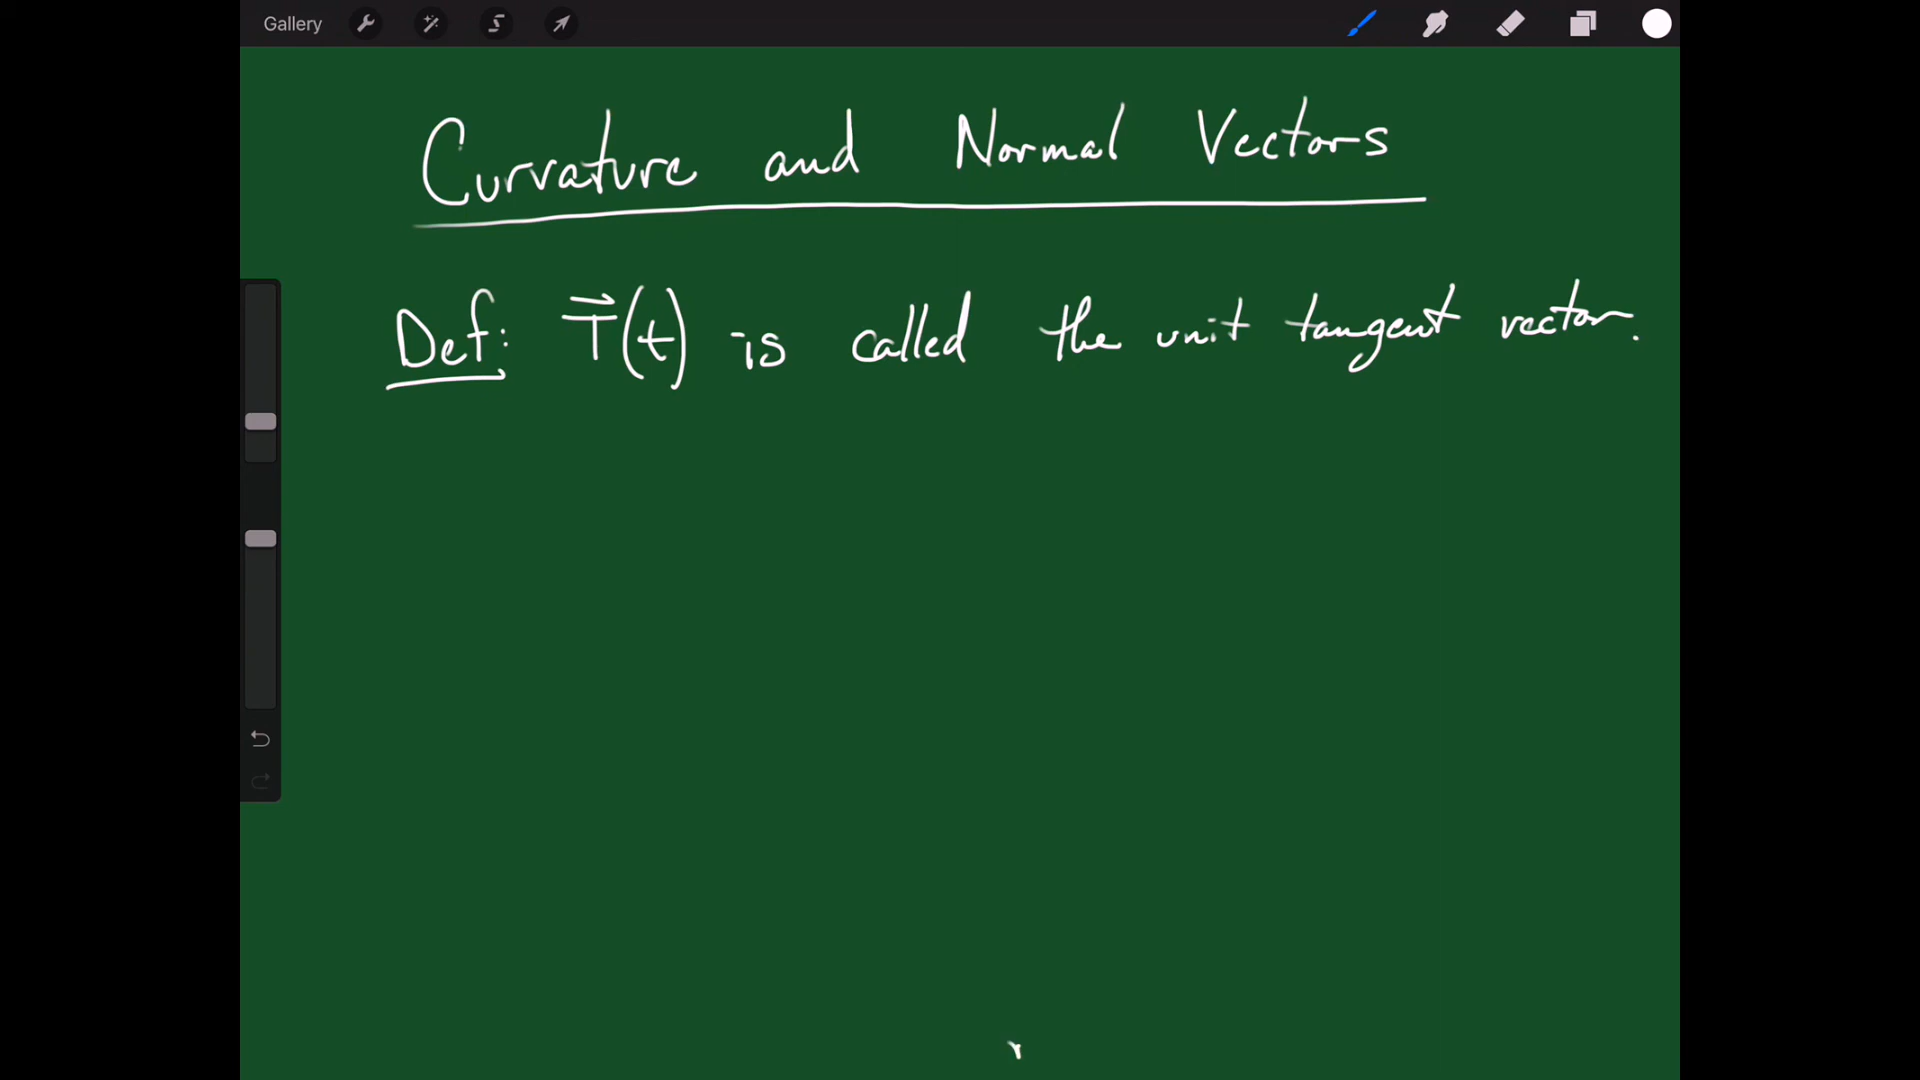 Gallery
Curvature and Normal Vectors
Def: T⃗(t) is called the unit tangent vector.